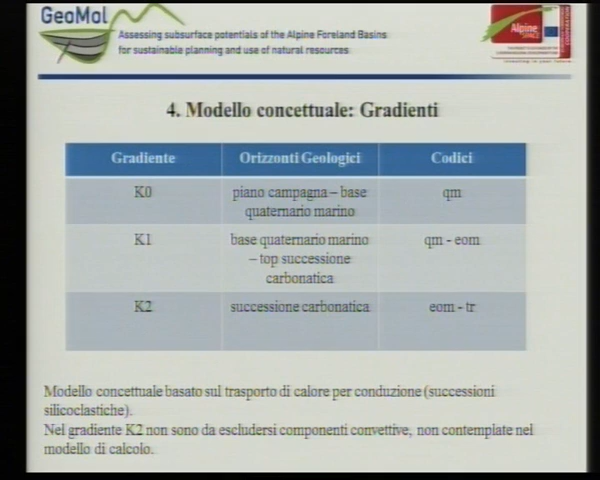 GeoMol
Assessing subsurface potentials of the Alpine Foreland Basins
for sustainable planning and use of natural resources
Alpine
SPACE
4. Modello concettuale: Gradienti
Gradiente Orizzonti Geologici Codici
K0 piano campagna – base qm
quaternario marino
K1 base quaternario marino qm - eom
– top successione
carbonatica
K2 successione carbonatica eom - tr
Modello concettuale basato sul trasporto di calore per conduzione (successioni
silicoclastiche).
Nel gradiente K2 non sono da escludersi componenti convettive, non contemplate nel
modello di calcolo.